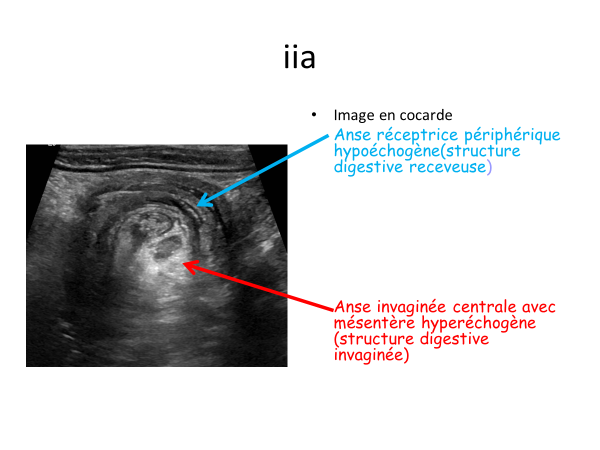 iia
• Image en cocarde
Anse réceptrice périphérique
hypoéchogène(structure
digestive receveuse)
Anse invaginée centrale avec
mésentère hyperéchogène
(structure digestive
invaginée)